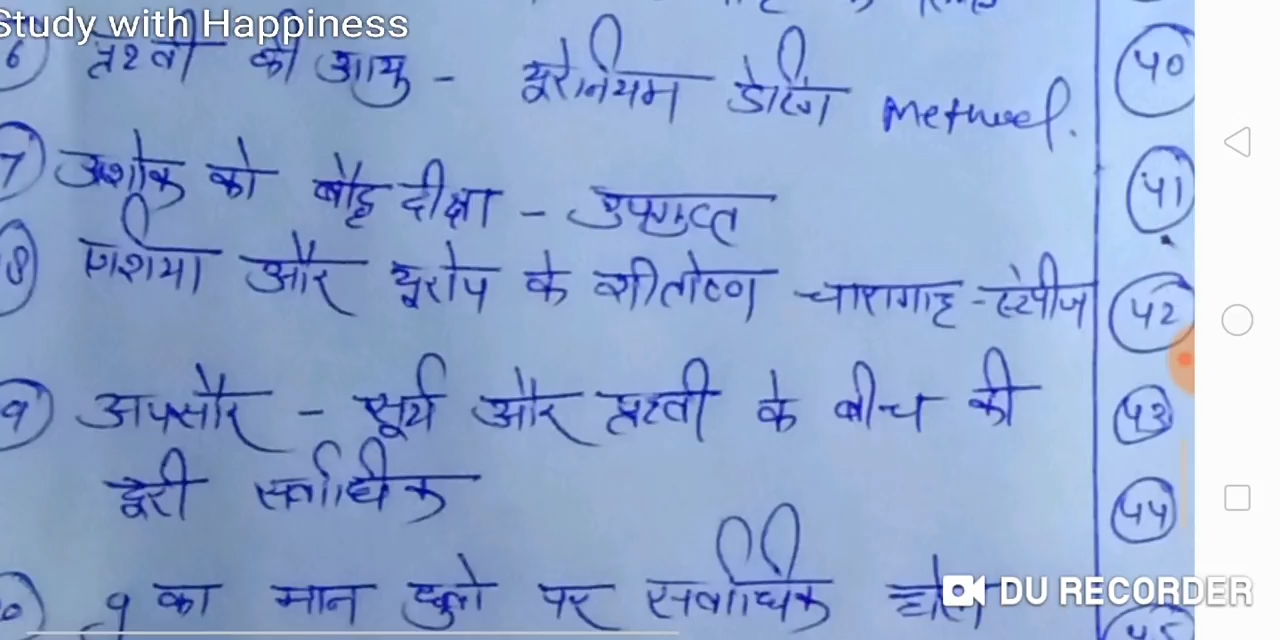 Study with Happiness
6) पृथ्वी की आयु - यूरेनियम डेटिंग Method. 40
7) अशोक को बौद्ध दीक्षा - उपगुप्त 41
8) एशिया और यूरोप के शीतोष्ण चारागाह - स्टेपीज 42
9) अपसौर - सूर्य और पृथ्वी के बीच की 43
दूरी सर्वाधिक 44
g का मान ध्रुवो पर सर्वाधिक
DU RECORDER
45